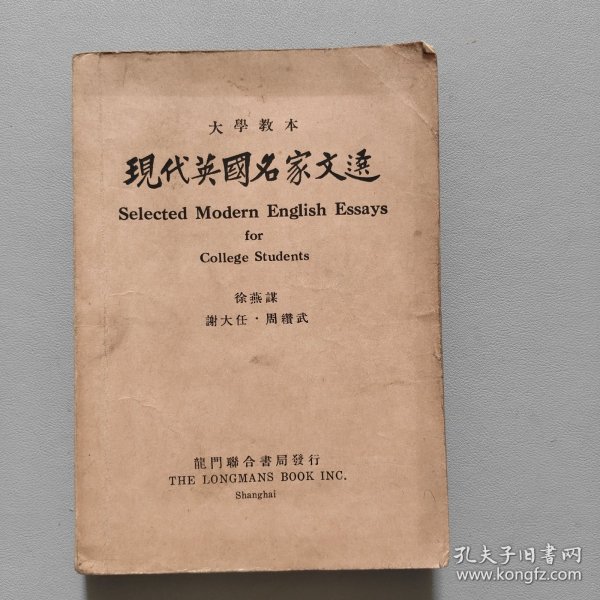 大學教本
現代英國名家文選
Selected Modern English Essays
for
College Students
徐燕謀
謝大任·周纘武
龍門聯合書局發行
THE LONGMANS BOOK INC.
Shanghai
孔夫子旧书网
www.kongfz.com